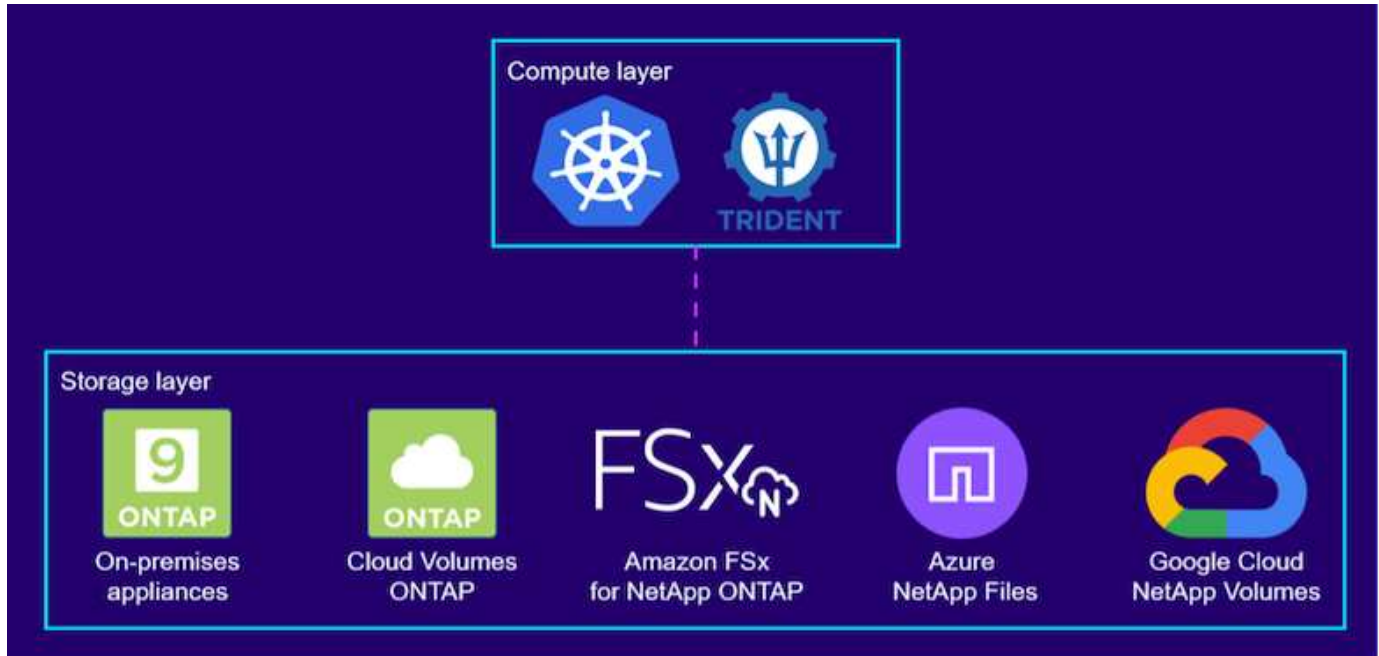 Compute layer
TRIDENT
Storage layer
9
ONTAP
On-premises
appliances
ONTAP
Cloud Volumes
ONTAP
FSx
N
Amazon FSx
for NetApp ONTAP
Azure
NetApp Files
Google Cloud
NetApp Volumes